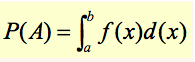 P(A) = ∫_a^b f(x)d(x)